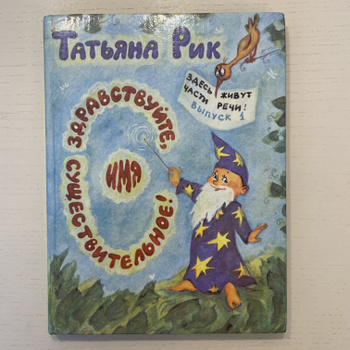 Татьяна Рик
ЗДЕСЬ ЖИВУТ
ЧАСТИ РЕЧИ!
ВЫПУСК 1
ЗДРАВСТВУЙТЕ,
ИМЯ
СУЩЕСТВИТЕЛЬНОЕ!